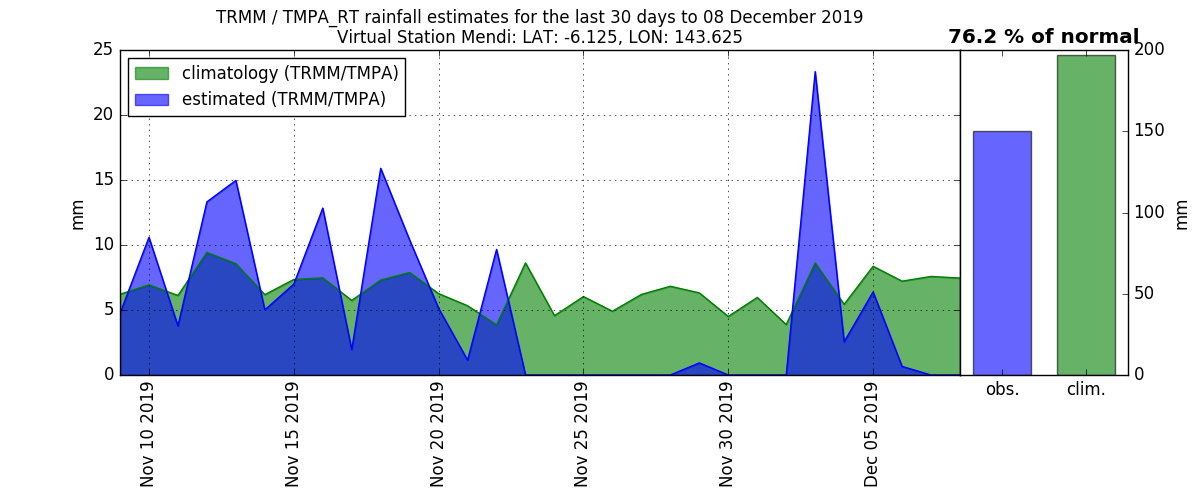 TRMM / TMPA_RT rainfall estimates for the last 30 days to 08 December 2019
Virtual Station Mendi: LAT: -6.125, LON: 143.625
76.2 % of normal
climatology (TRMM/TMPA)
estimated (TRMM/TMPA)
25
20
15
10
5
0
mm
Nov 10 2019
Nov 15 2019
Nov 20 2019
Nov 25 2019
Nov 30 2019
Dec 05 2019
200
150
100
50
0
mm
obs.
clim.